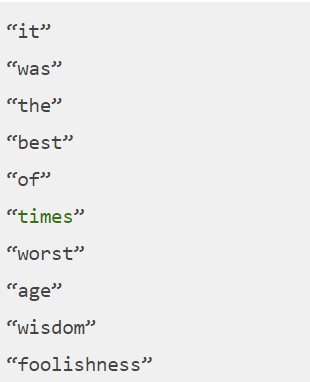 “it”
“was”
“the”
“best”
“of”
“times”
“worst”
“age”
“wisdom”
“foolishness”